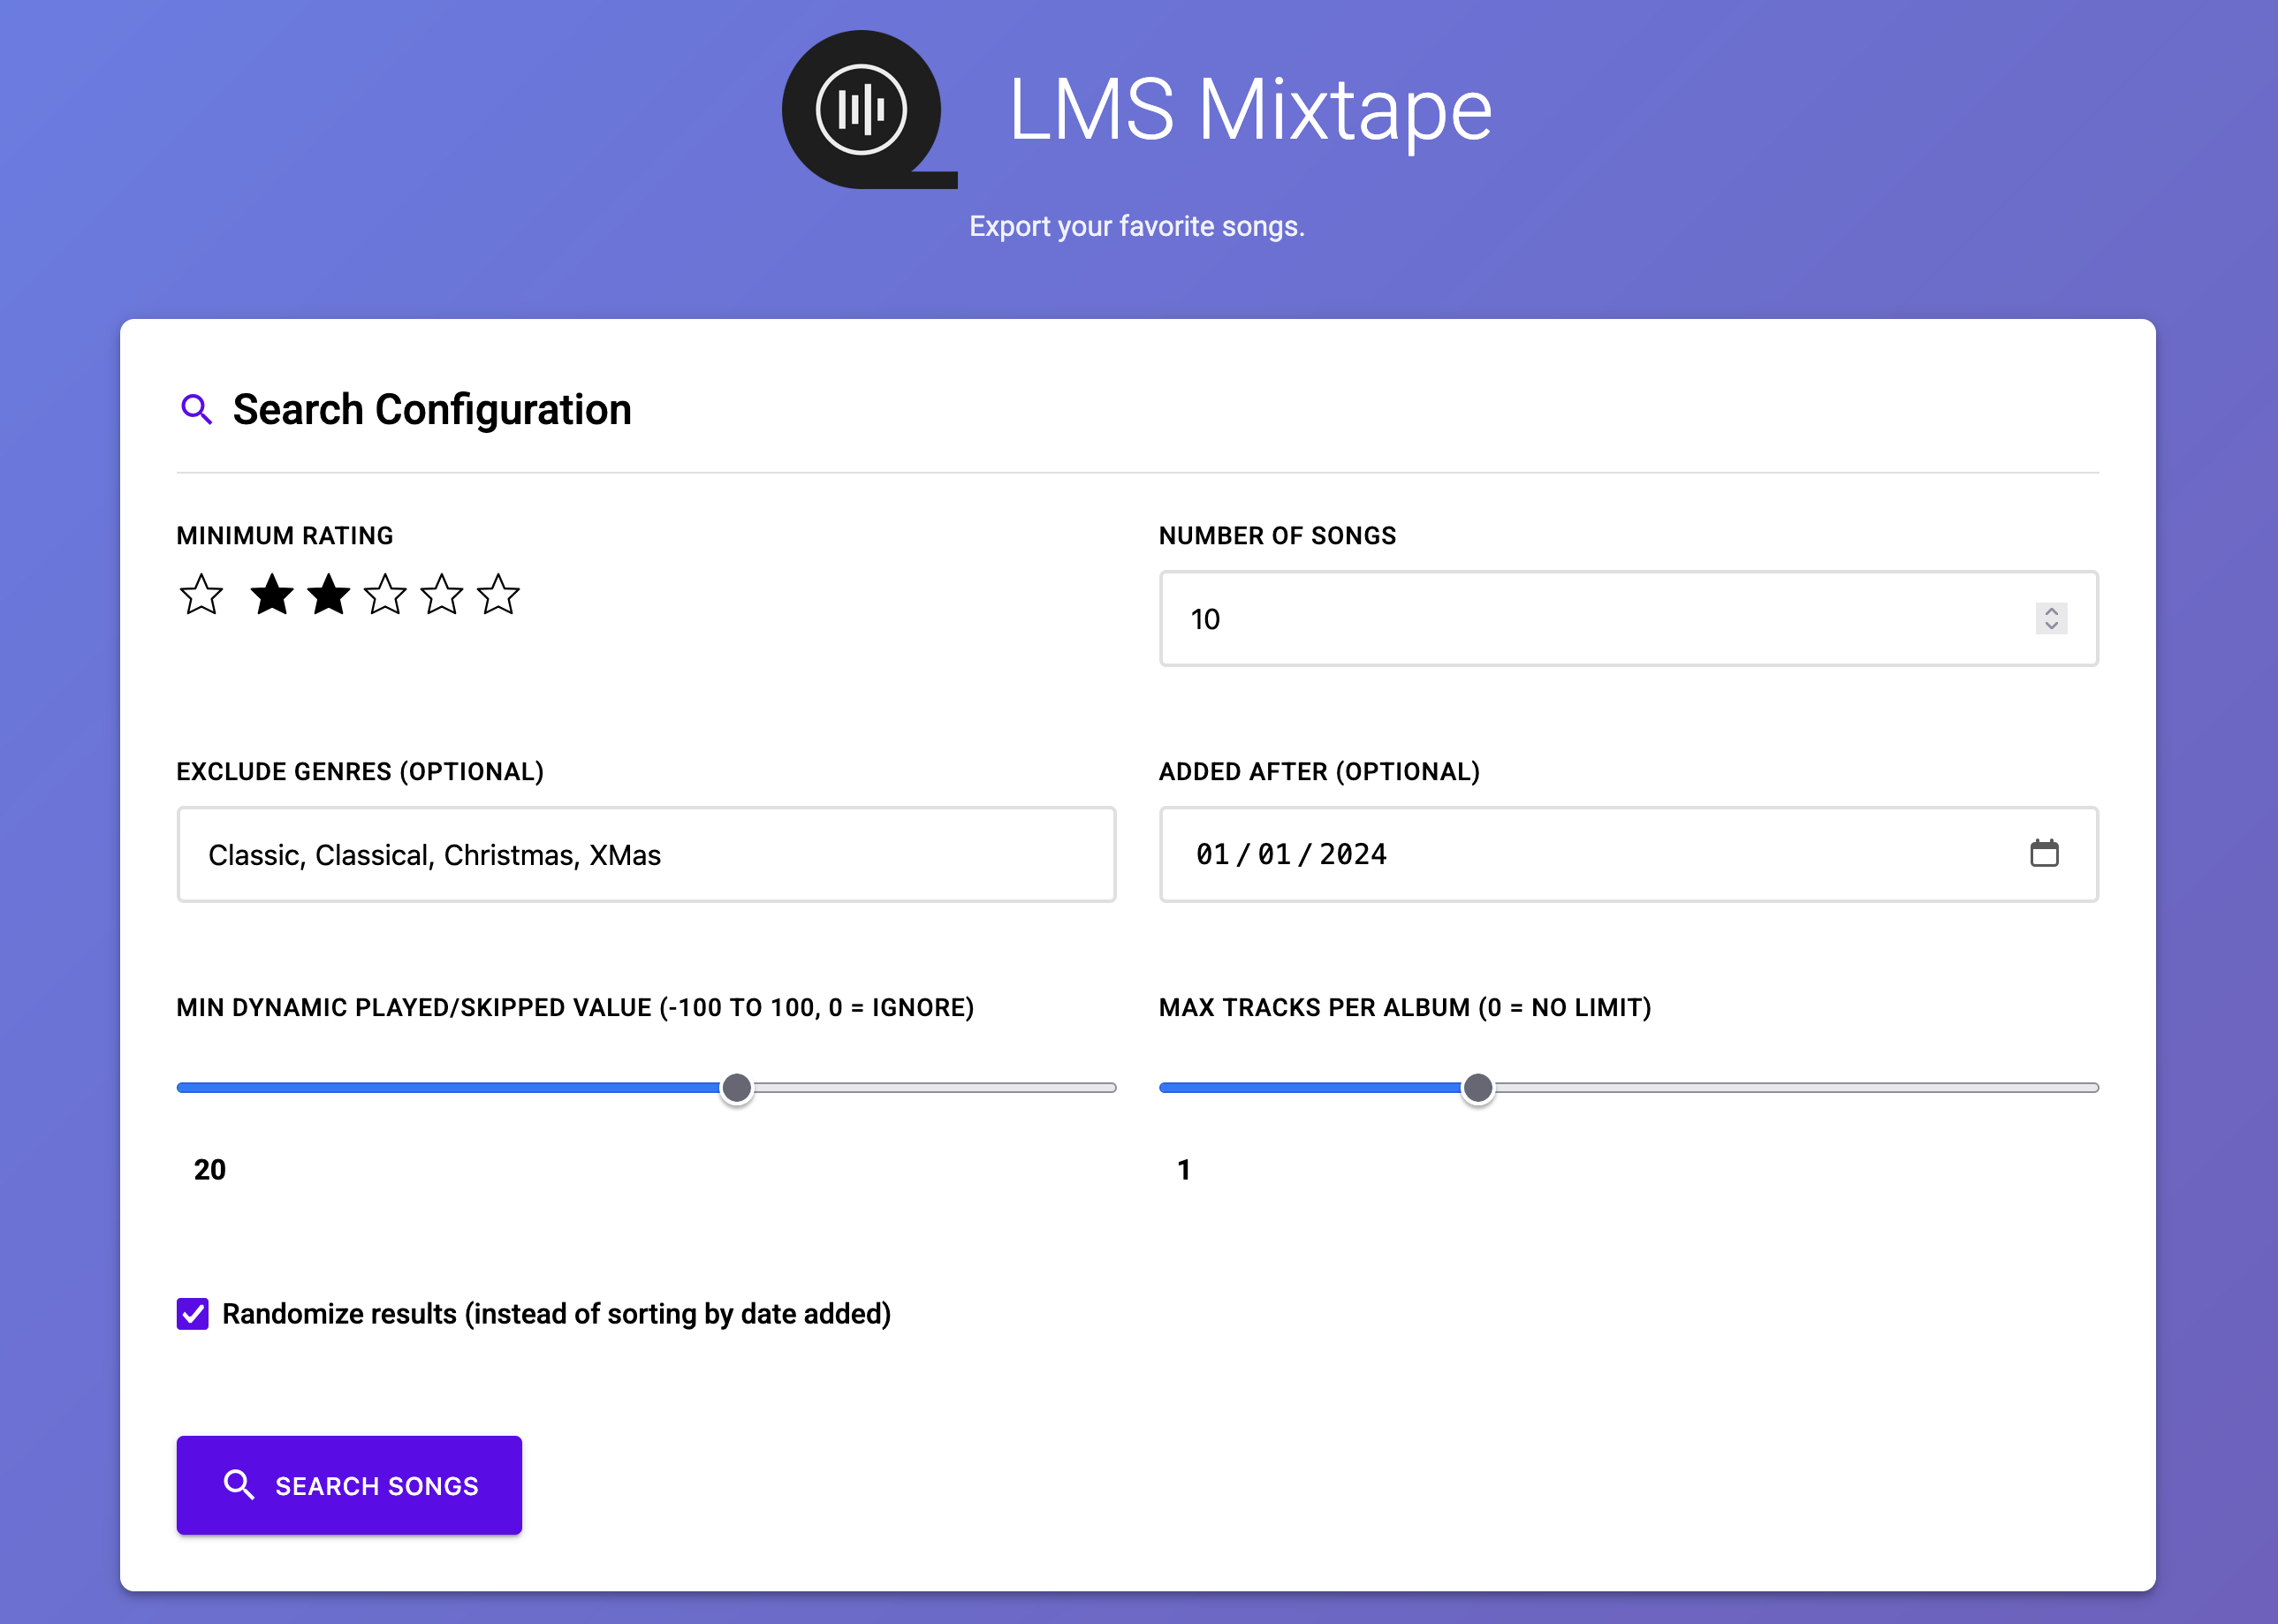 LMS Mixtape
Export your favorite songs.
Search Configuration
MINIMUM RATING
NUMBER OF SONGS
10
EXCLUDE GENRES (OPTIONAL)
ADDED AFTER (OPTIONAL)
Classic, Classical, Christmas, XMas
01/01/2024
MIN DYNAMIC PLAYED/SKIPPED VALUE (-100 TO 100, 0 = IGNORE)
MAX TRACKS PER ALBUM (0 = NO LIMIT)
20
1
Randomize results (instead of sorting by date added)
SEARCH SONGS